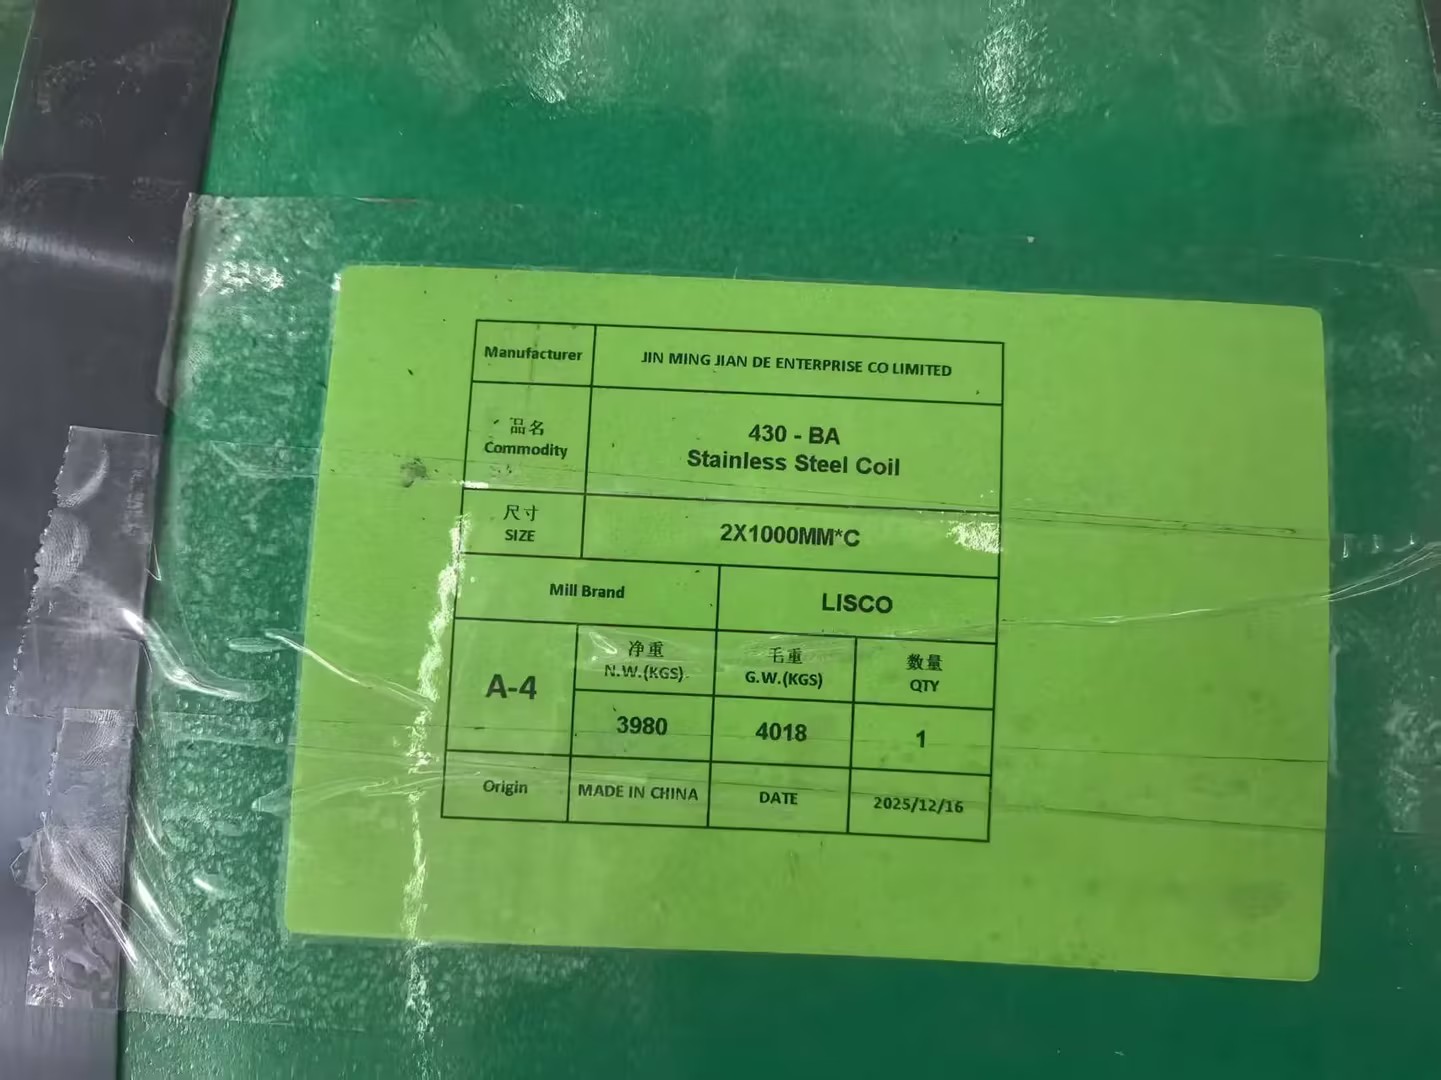 Manufacturer
JIN MING JIAN DE ENTERPRISE CO LIMITED
品名
Commodity
430 - BA
Stainless Steel Coil
尺寸
SIZE
2X1000MM*C
Mill Brand
LISCO
A-4
净重
N.W.(KGS)
毛重
G.W.(KGS)
数量
QTY
3980
4018
1
Origin
MADE IN CHINA
DATE
2025/12/16